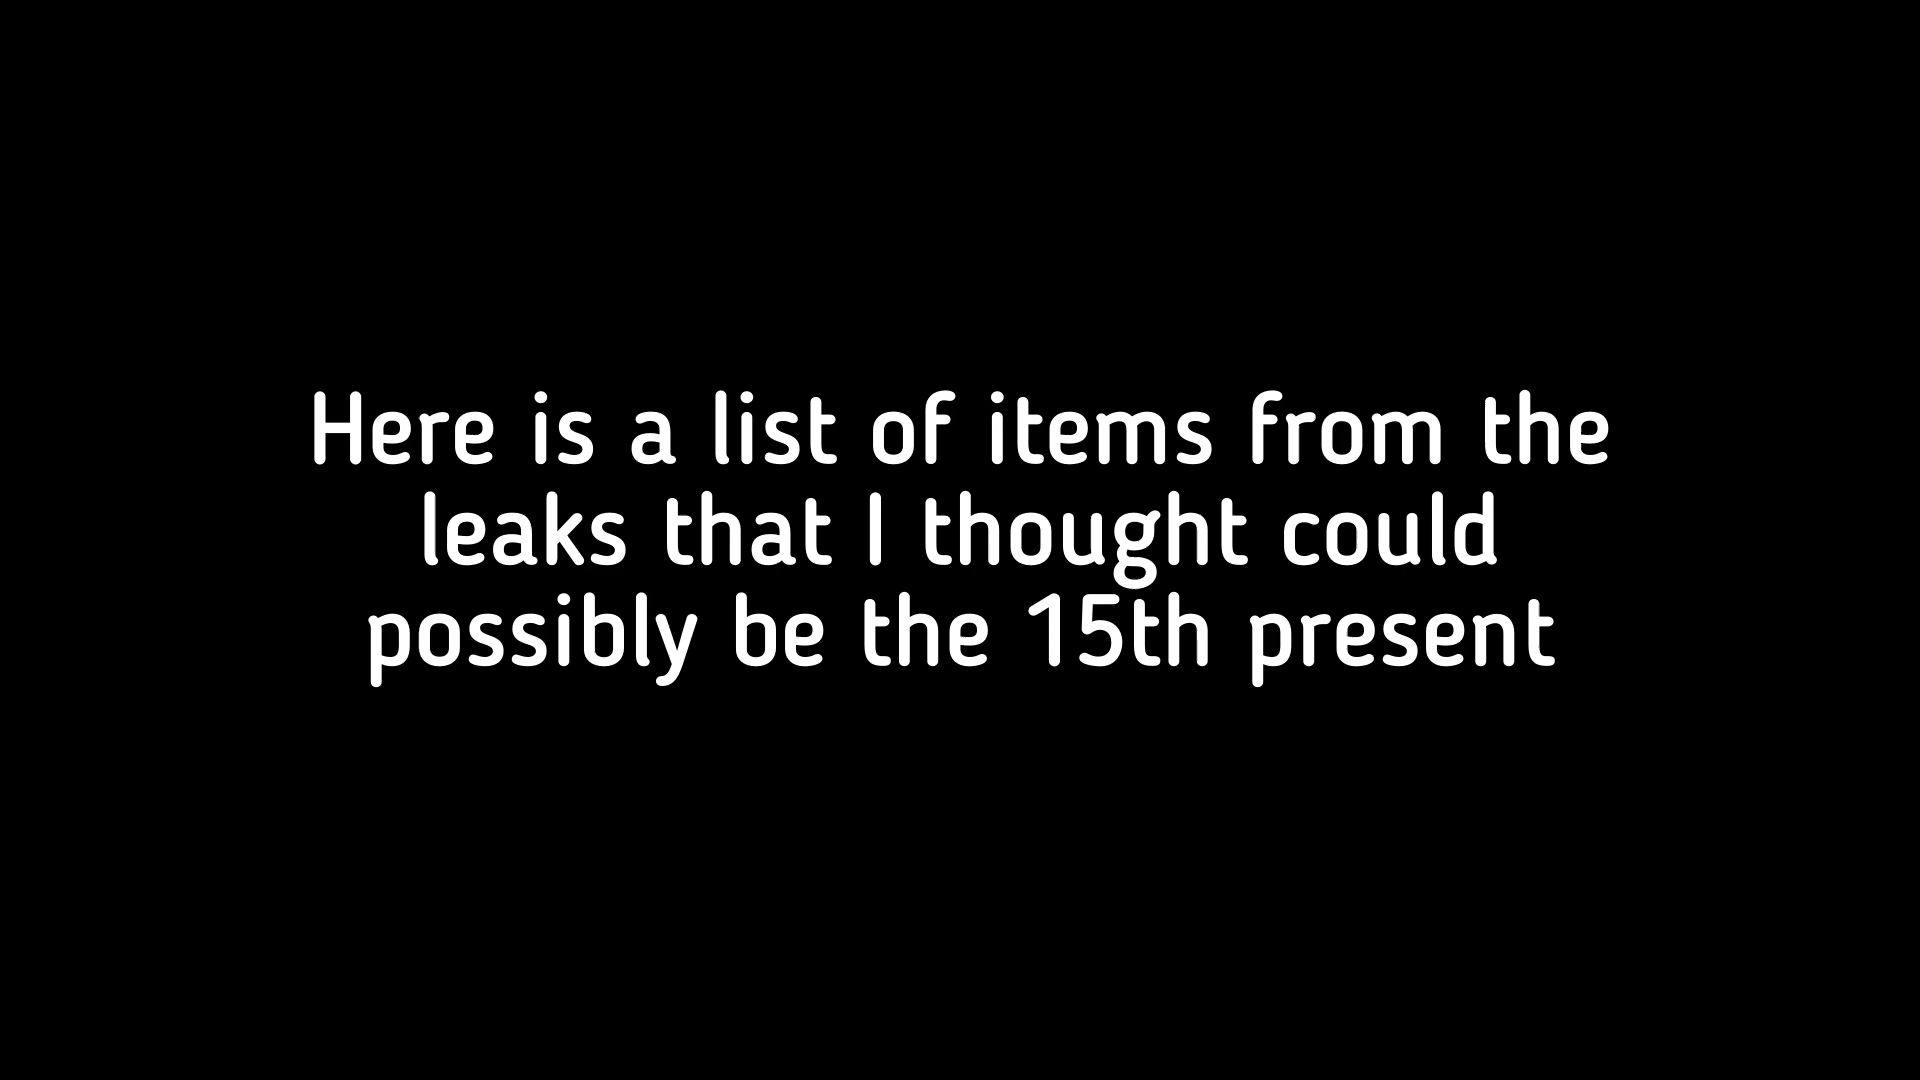 Here is a list of items from the
leaks that I thought could
possibly be the 15th present